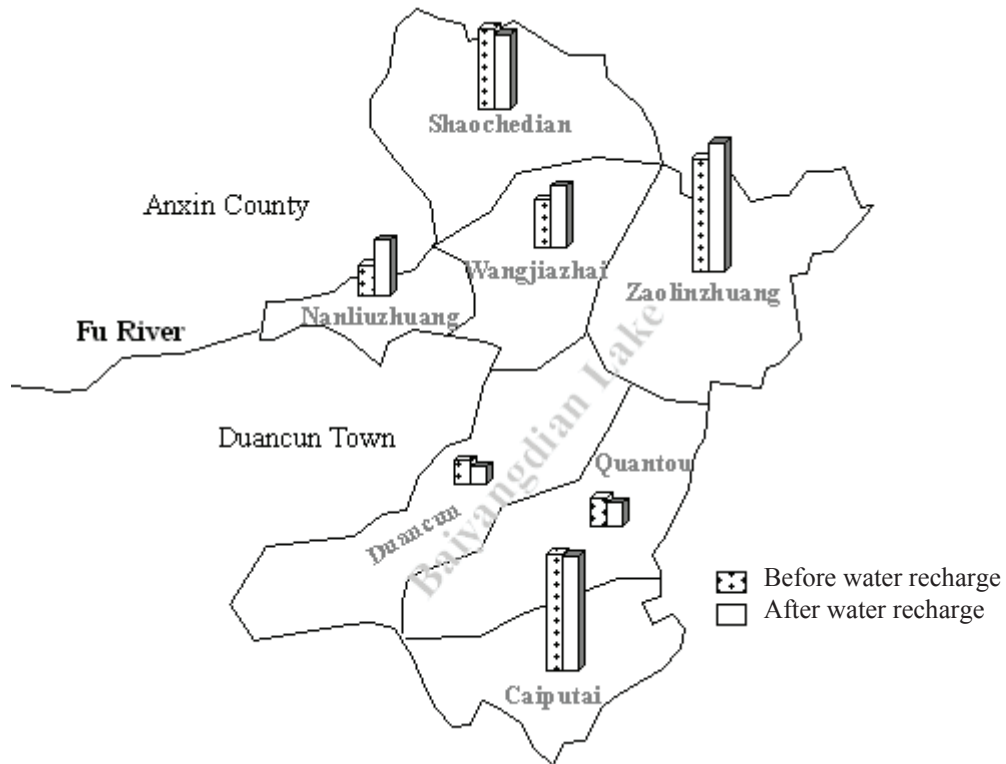 Shaochedian
Anxin County
Wangjiazhai
Zaolinzhuang
Nanliuzhuang
Fu River
Baiyangdian Lake
Duancun Town
Quantou
Duancun
Before water recharge
After water recharge
Caiputai